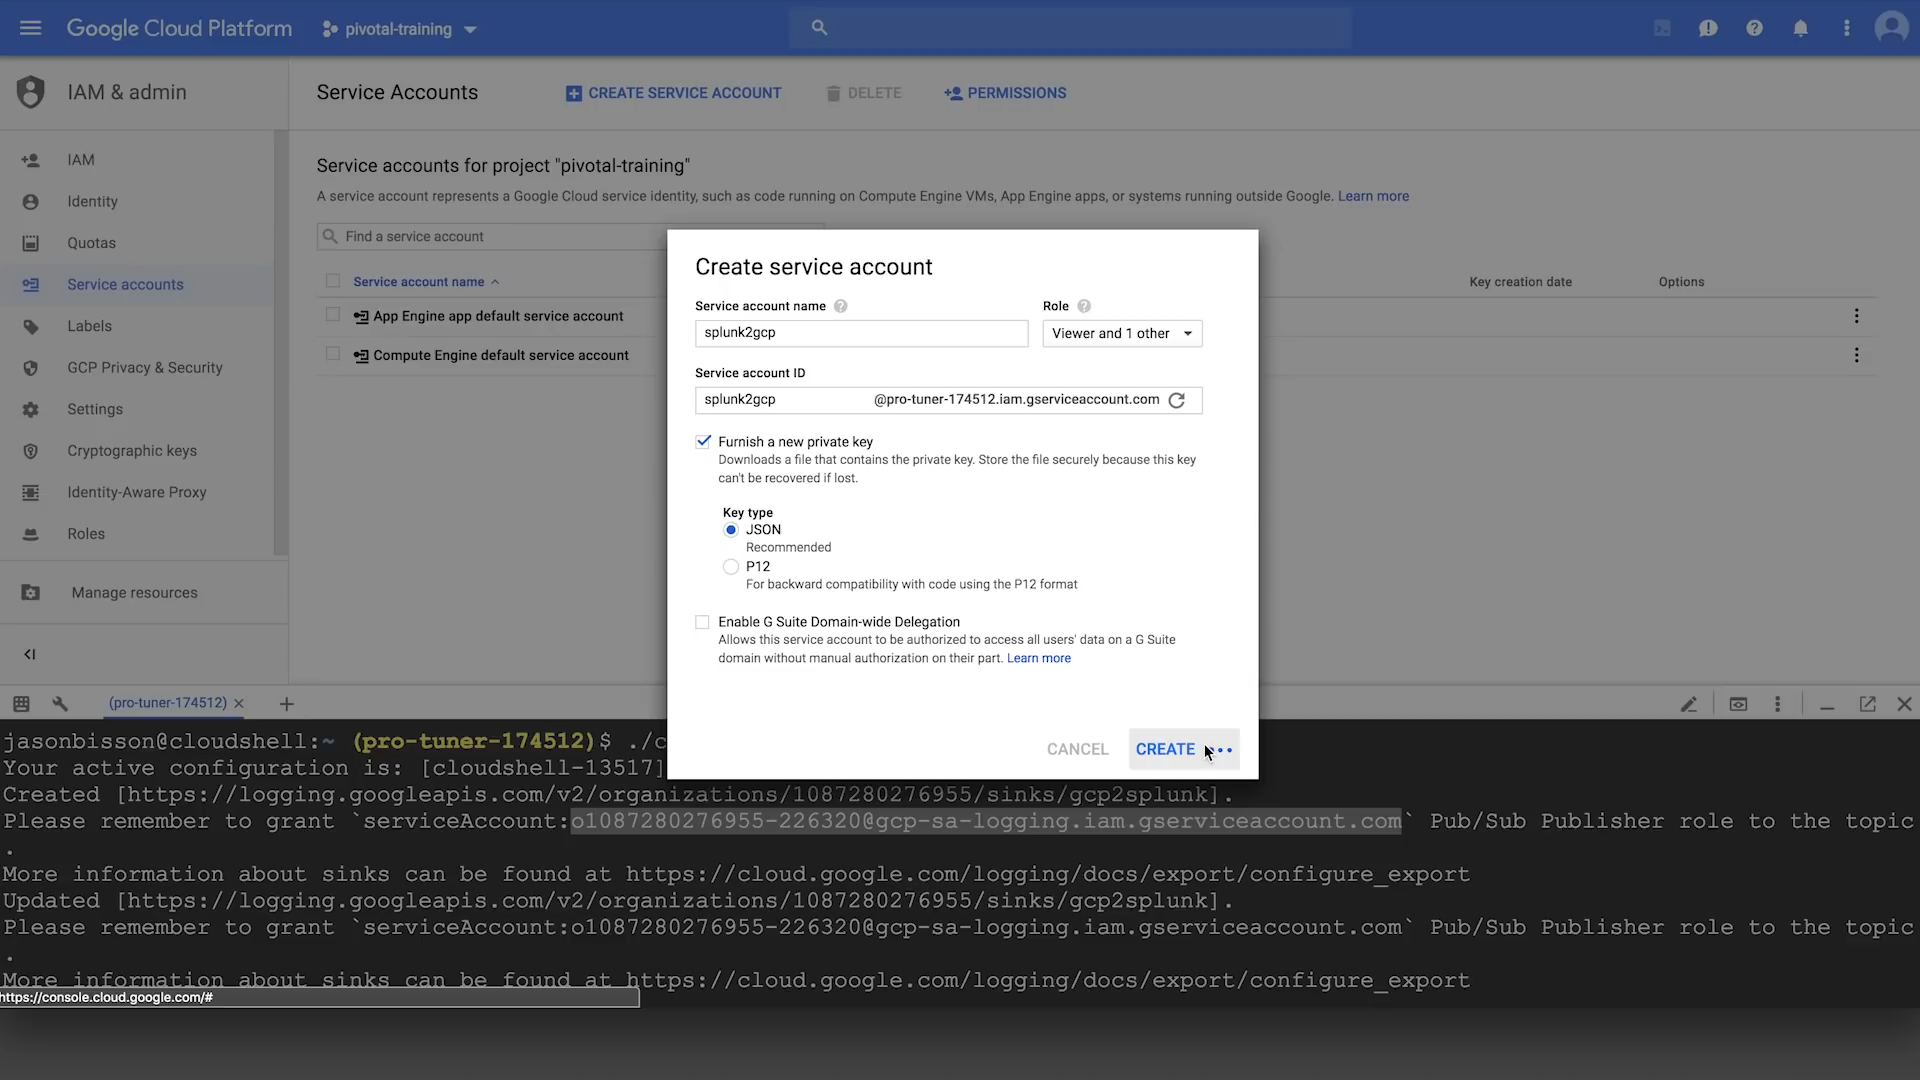 Google Cloud Platform
pivotal-training
IAM & admin
Service Accounts
CREATE SERVICE ACCOUNT
DELETE
PERMISSIONS
IAM
Identity
Quotas
Service accounts
Labels
GCP Privacy & Security
Settings
Cryptographic keys
Identity-Aware Proxy
Roles
Manage resources
Service accounts for project "pivotal-training"
A service account represents a Google Cloud service identity, such as code running on Compute Engine VMs, App Engine apps, or systems running outside Google. Learn more
Find a service account
Service account name
Key creation date
Options
App Engine app default service account
Compute Engine default service account
Create service account
Service account name
Role
splunk2gcp
Viewer and 1 other
Service account ID
splunk2gcp
@pro-tuner-174512.iam.gserviceaccount.com
Furnish a new private key
Downloads a file that contains the private key. Store the file securely because this key
can't be recovered if lost.
Key type
JSON
Recommended
P12
For backward compatibility with code using the P12 format
Enable G Suite Domain-wide Delegation
Allows this service account to be authorized to access all users' data on a G Suite
domain without manual authorization on their part. Learn more
CANCEL
CREATE
(pro-tuner-174512)
jasonbisson@cloudshell:~ (pro-tuner-174512)$ ./c
Your active configuration is: [cloudshell-13517]
Created [https://logging.googleapis.com/v2/organizations/1087280276955/sinks/gcp2splunk].
Please remember to grant `serviceAccount:o1087280276955-226320@gcp-sa-logging.iam.gserviceaccount.com` Pub/Sub Publisher role to the topic
.
More information about sinks can be found at https://cloud.google.com/logging/docs/export/configure_export
Updated [https://logging.googleapis.com/v2/organizations/1087280276955/sinks/gcp2splunk].
Please remember to grant `serviceAccount:o1087280276955-226320@gcp-sa-logging.iam.gserviceaccount.com` Pub/Sub Publisher role to the topic
.
More information about sinks can be found at https://cloud.google.com/logging/docs/export/configure_export
https://console.cloud.google.com/#